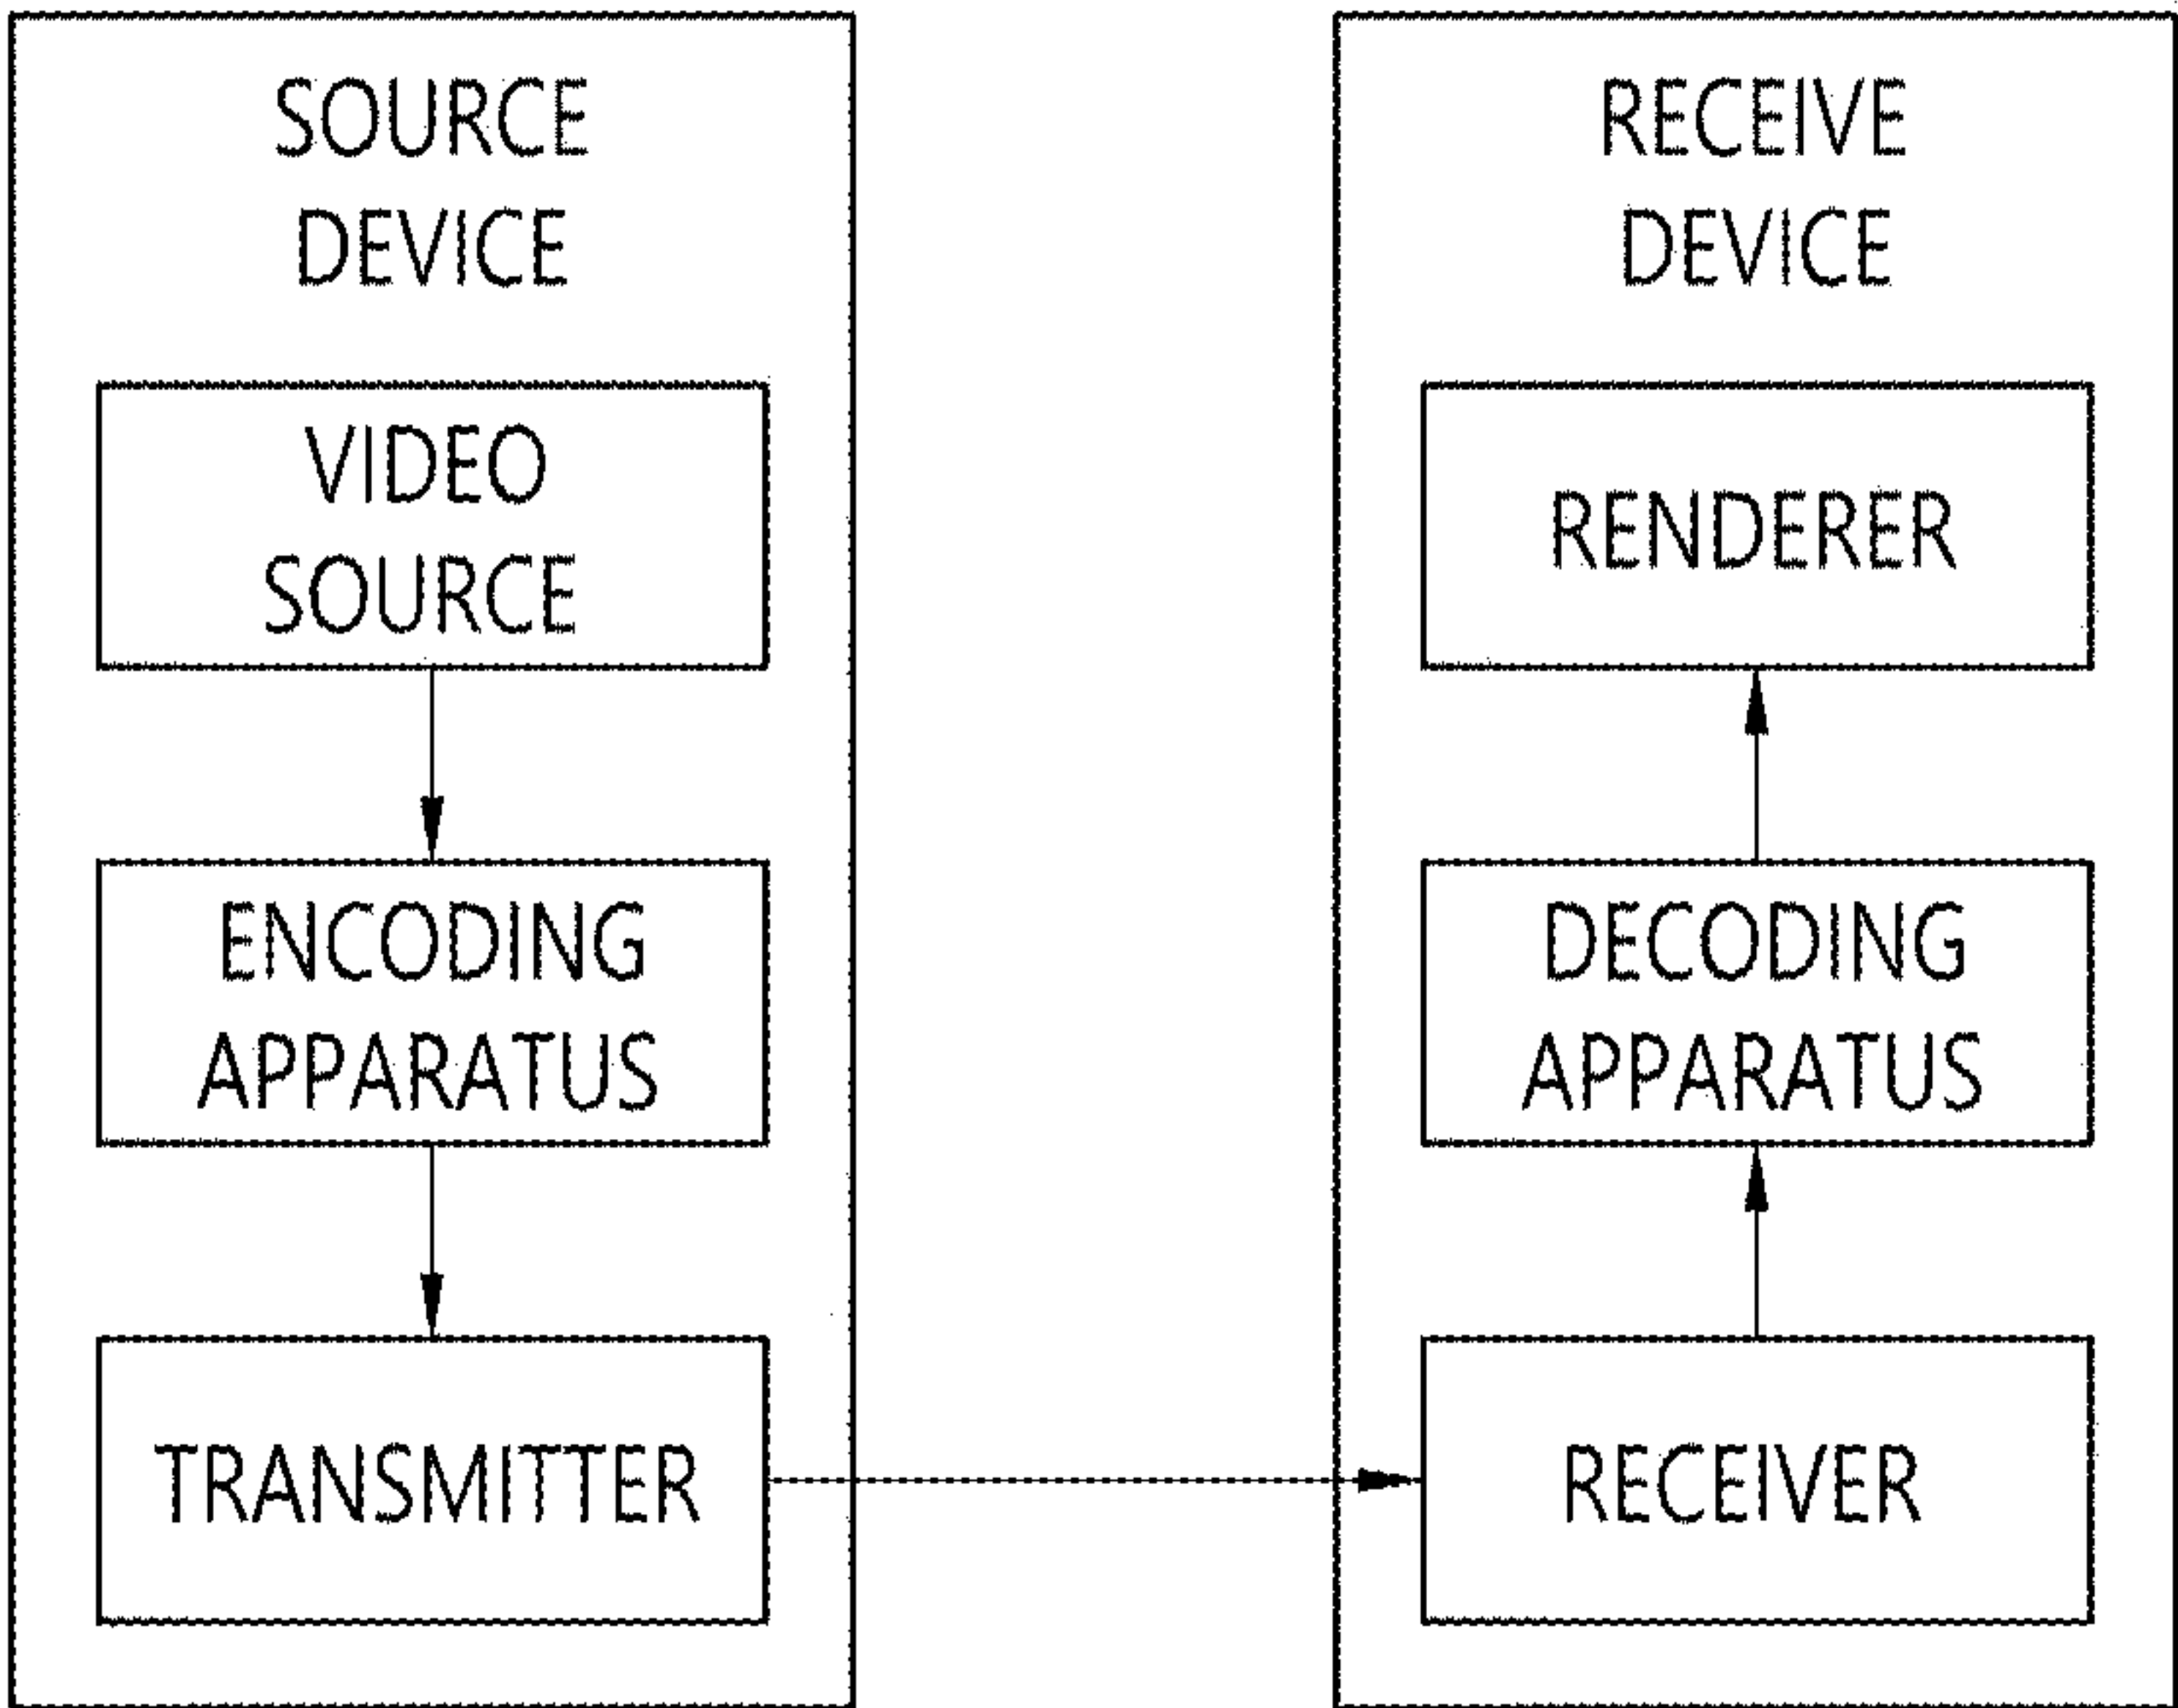 SOURCE
DEVICE
VIDEO
SOURCE
ENCODING
APPARATUS
TRANSMITTER
RECEIVE
DEVICE
RENDERER
DECODING
APPARATUS
RECEIVER